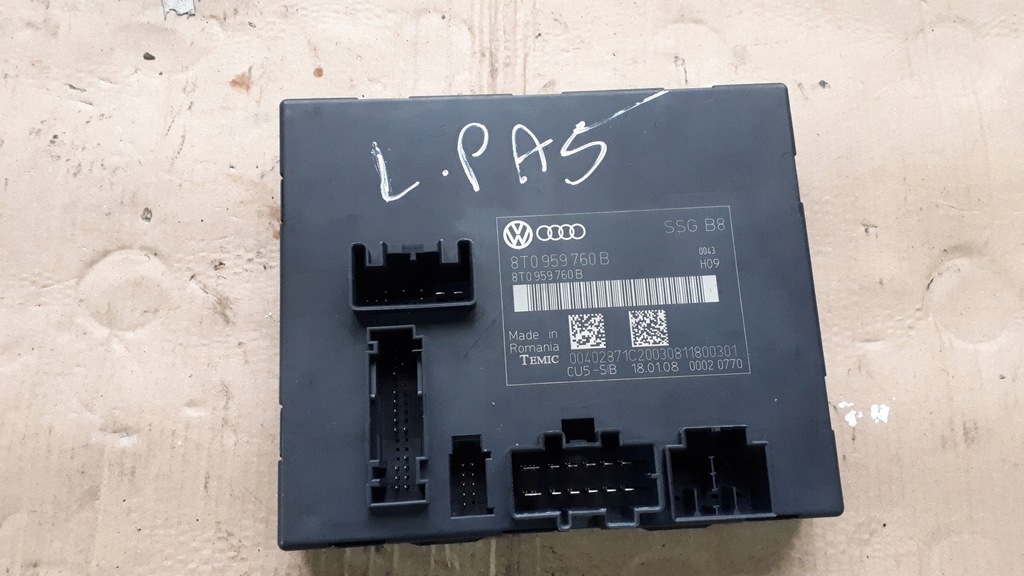 L.PAS
SSG B8
8T0 959 760 B
0043
8T0 959 760 B
H09
Made in
Romania
TEMIC
00402871C20030811800301
CU5-SIB 18.01.08 0002 0770